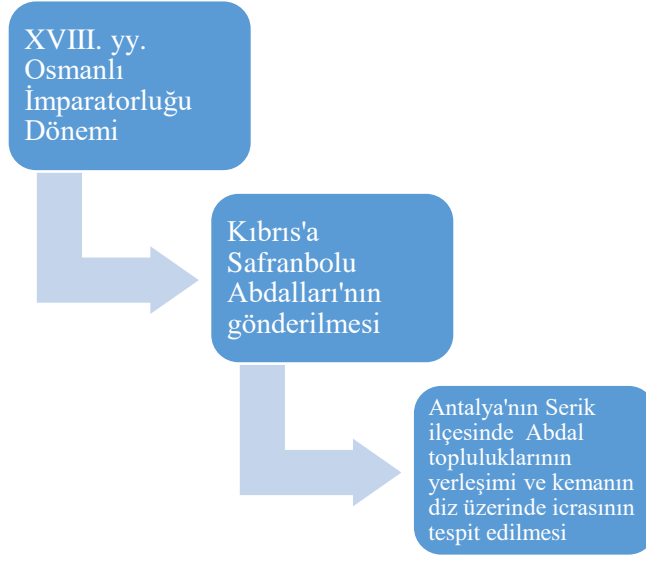 XVIII. yy.
Osmanlı
İmparatorluğu
Dönemi
Kıbrıs'a
Safranbolu
Abdalları'nın
gönderilmesi
Antalya'nın Serik
ilçesinde Abdal
topluluklarının
yerleşimi ve kemanın
diz üzerinde icrasının
tespit edilmesi